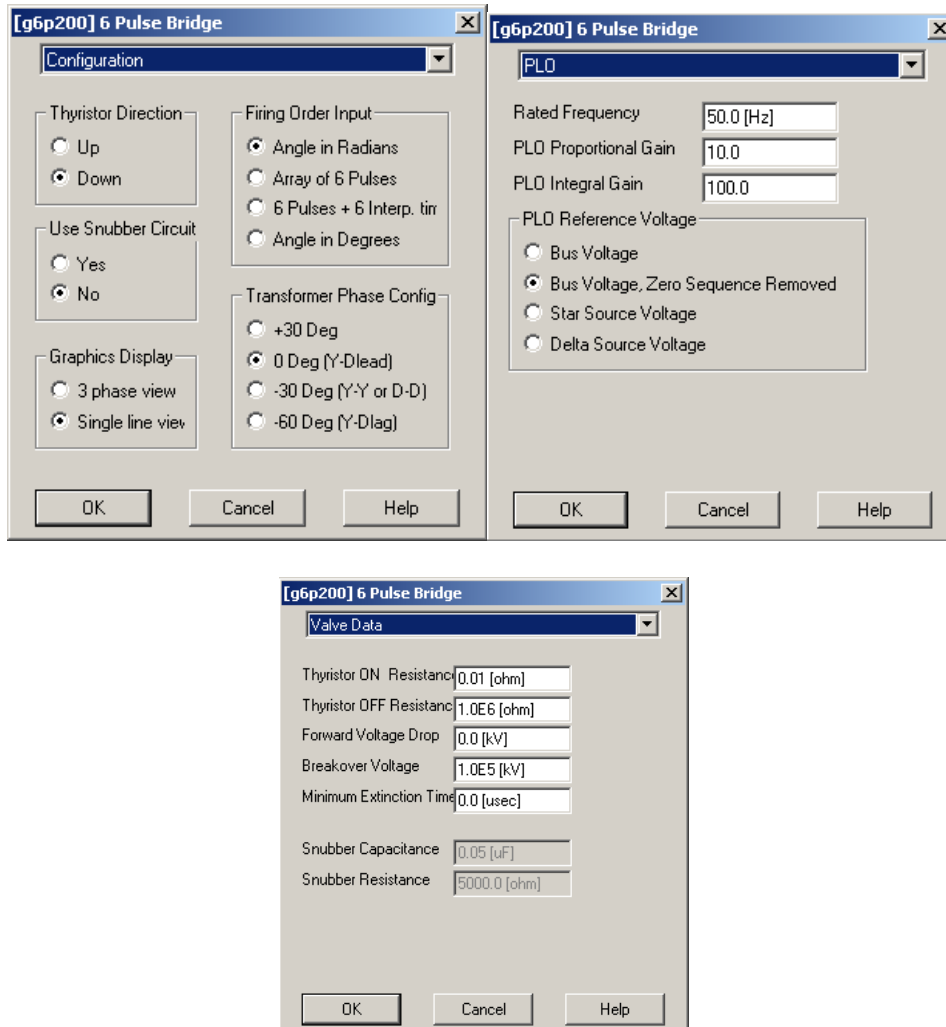 [g6p200] 6 Pulse Bridge
Configuration
Thyristor Direction
Up
Down
Use Snubber Circuit
Yes
No
Graphics Display
3 phase view
Single line view
Firing Order Input
Angle in Radians
Array of 6 Pulses
6 Pulses + 6 Interp. tim
Angle in Degrees
Transformer Phase Config
+30 Deg
0 Deg (Y-Dlead)
-30 Deg (Y-Y or D-D)
-60 Deg (Y-Dlag)
OK Cancel Help
[g6p200] 6 Pulse Bridge
PLO
Rated Frequency 50.0 [Hz]
PLO Proportional Gain 10.0
PLO Integral Gain 100.0
PLO Reference Voltage
Bus Voltage
Bus Voltage, Zero Sequence Removed
Star Source Voltage
Delta Source Voltage
OK Cancel Help
[g6p200] 6 Pulse Bridge
Valve Data
Thyristor ON Resistanc 0.01 [ohm]
Thyristor OFF Resistanc 1.0E6 [ohm]
Forward Voltage Drop 0.0 [kV]
Breakover Voltage 1.0E5 [kV]
Minimum Extinction Time 0.0 [usec]
Snubber Capacitance 0.05 [uF]
Snubber Resistance 5000.0 [ohm]
OK Cancel Help